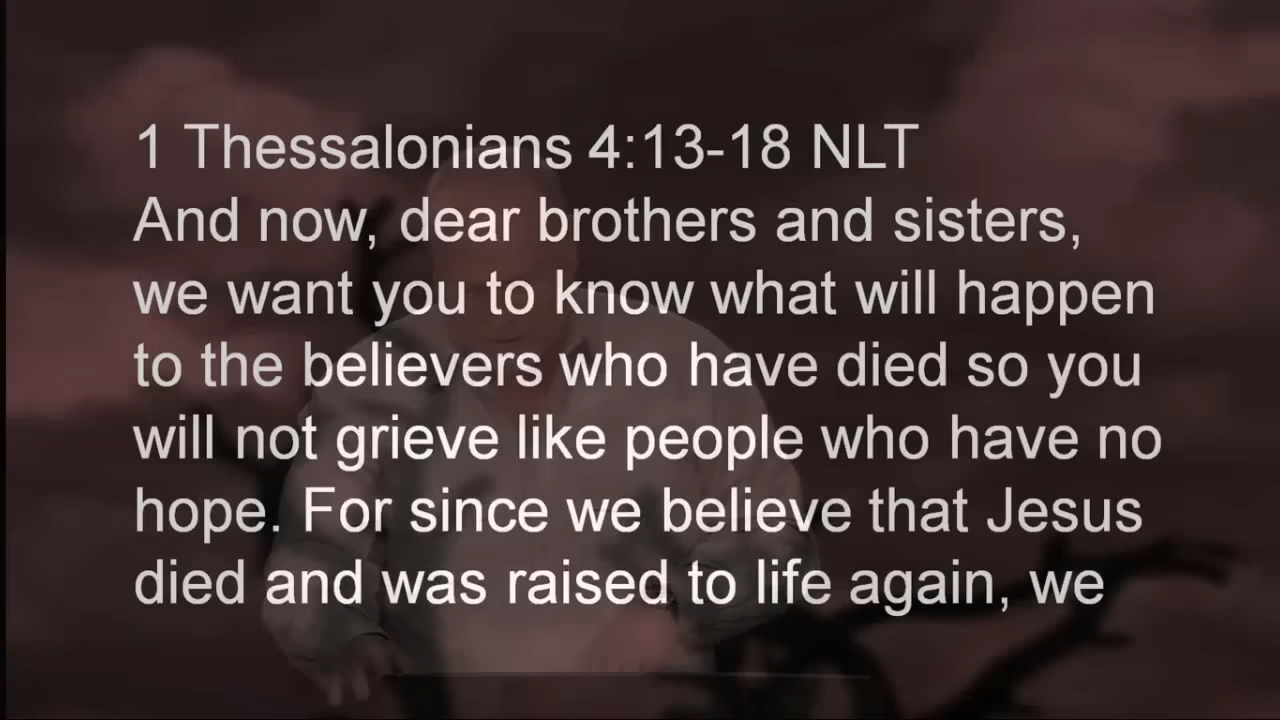 1 Thessalonians 4:13-18 NLT
And now, dear brothers and sisters,
we want you to know what will happen
to the believers who have died so you
will not grieve like people who have no
hope. For since we believe that Jesus
died and was raised to life again, we